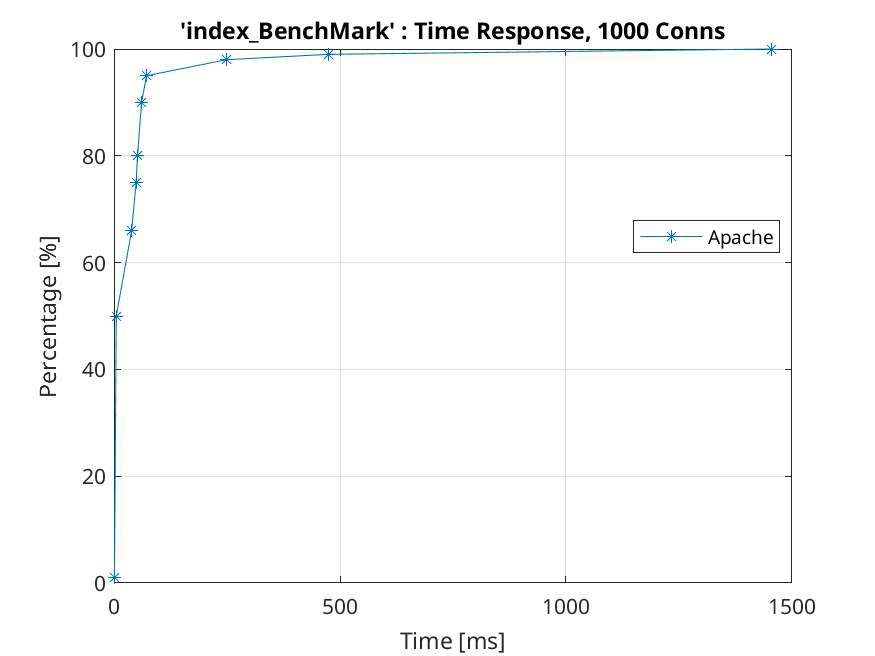 'index_BenchMark' : Time Response, 1000 Conns
100
80
60
40
20
0
Percentage [%]
Apache
0 500 1000 1500
Time [ms]